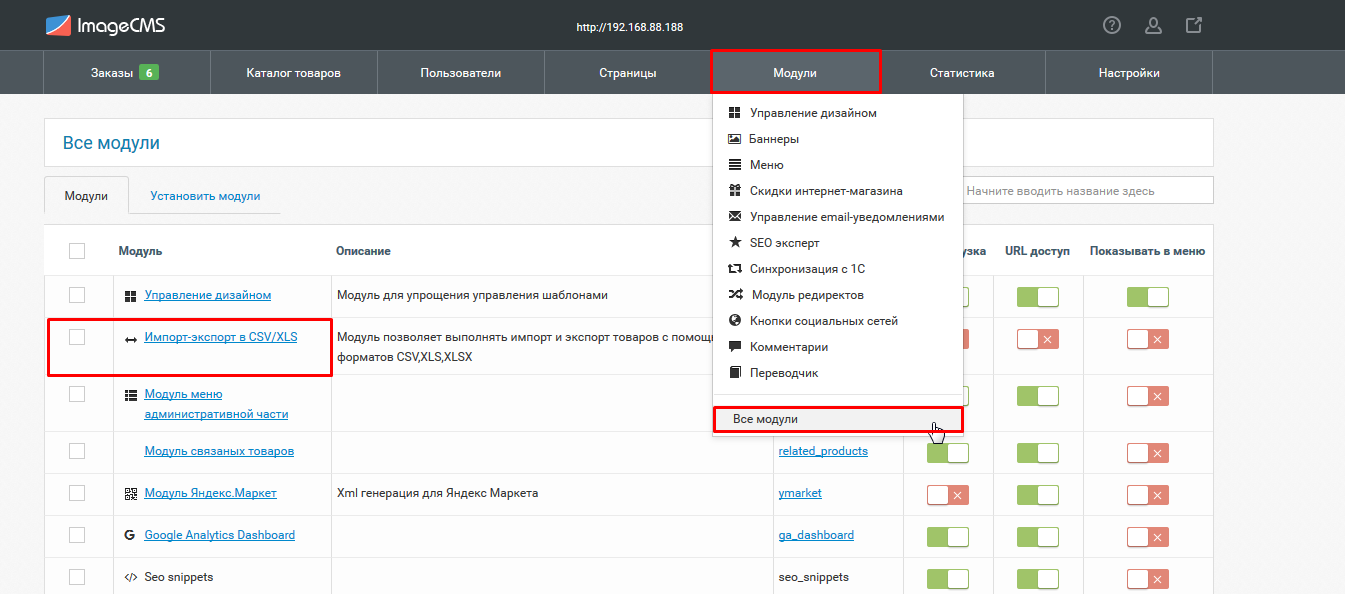 ImageCMS
http://192.168.88.188
Заказы 6
Каталог товаров
Пользователи
Страницы
Модули
Статистика
Настройки
Управление дизайном
Баннеры
Меню
Скидки интернет-магазина
Управление email-уведомлениями
SEO эксперт
Синхронизация с 1С
Модуль редиректов
Кнопки социальных сетей
Комментарии
Переводчик
Все модули
Все модули
Модули
Установить модули
Начните вводить название здесь
Модуль
Описание
URL доступ
Показывать в меню
Управление дизайном
Модуль для упрощения управления шаблонами
Импорт-экспорт в CSV/XLS
Модуль позволяет выполнять импорт и экспорт товаров с
форматов CSV,XLS,XLSX
Модуль меню
административной части
Модуль связаных товаров
related_products
Модуль Яндекс.Маркет
Xml генерация для Яндекс Маркета
ymarket
Google Analytics Dashboard
ga_dashboard
Seo snippets
seo_snippets